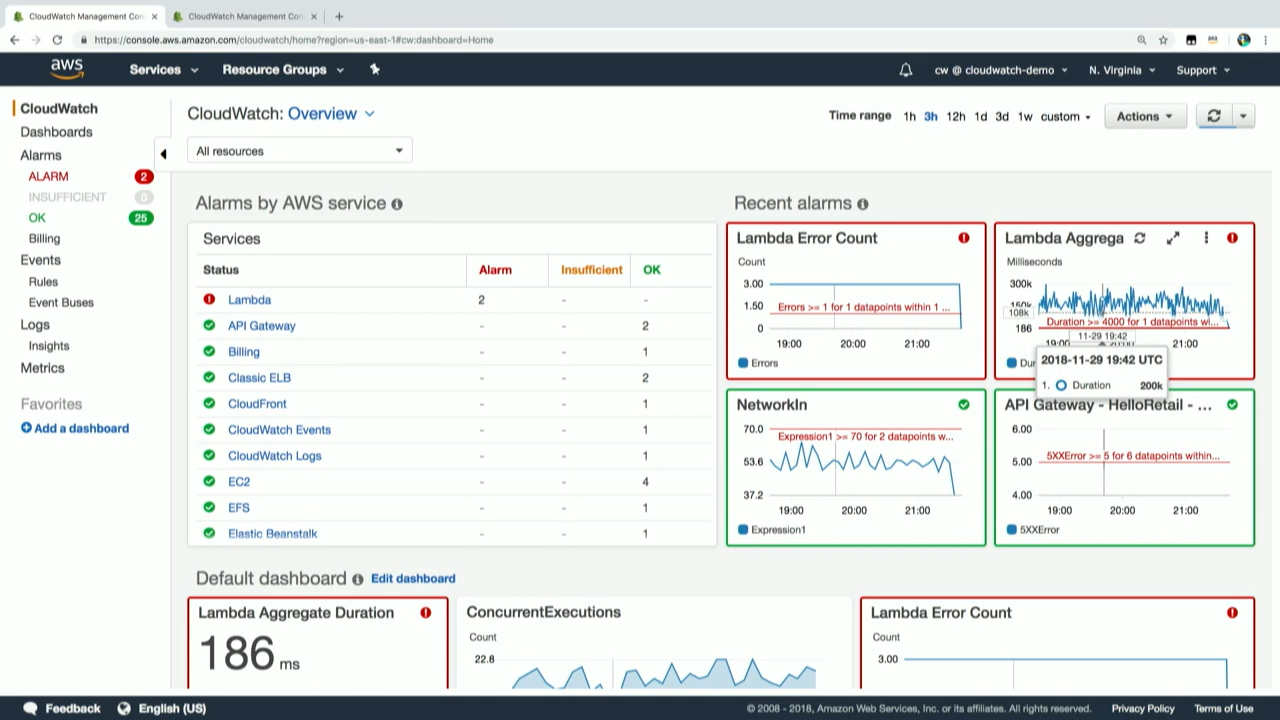 CloudWatch Management Con
CloudWatch Management Con
https://console.aws.amazon.com/cloudwatch/home?region=us-east-1#cw:dashboard=Home
aws
Services
Resource Groups
cw @ cloudwatch-demo
N. Virginia
Support
CloudWatch
Dashboards
Alarms
ALARM 2
INSUFFICIENT 0
OK 25
Billing
Events
Rules
Event Buses
Logs
Insights
Metrics
Favorites
Add a dashboard
CloudWatch: Overview
Time range 1h 3h 12h 1d 3d 1w custom
Actions
All resources
Alarms by AWS service
Services
Status Alarm Insufficient OK
Lambda 2 - -
API Gateway - - 2
Billing - - 1
Classic ELB - - 2
CloudFront - - 1
CloudWatch Events - - 1
CloudWatch Logs - - 1
EC2 - - 4
EFS - - 1
Elastic Beanstalk - - 1
Recent alarms
Lambda Error Count
Count
3.00
1.50
Errors >= 1 for 1 datapoints within 1 ...
0
19:00 20:00 21:00
Errors
Lambda Aggrega
Milliseconds
300k
108k
Duration >= 4000 for 1 datapoints wi...
186
11-29 19:42
21:00
2018-11-29 19:42 UTC
1. Duration 200k
NetworkIn
70.0
Expression1 >= 70 for 2 datapoints w...
53.6
37.2
19:00 20:00 21:00
Expression1
API Gateway - HelloRetail - ...
6.00
5XXError >= 5 for 6 datapoints within...
5.00
4.00
19:00 20:00 21:00
5XXError
Default dashboard Edit dashboard
Lambda Aggregate Duration
186 ms
ConcurrentExecutions
Count
22.8
Lambda Error Count
Count
3.00
Feedback
English (US)
© 2008 - 2018, Amazon Web Services, Inc. or its affiliates. All rights reserved.
Privacy Policy
Terms of Use